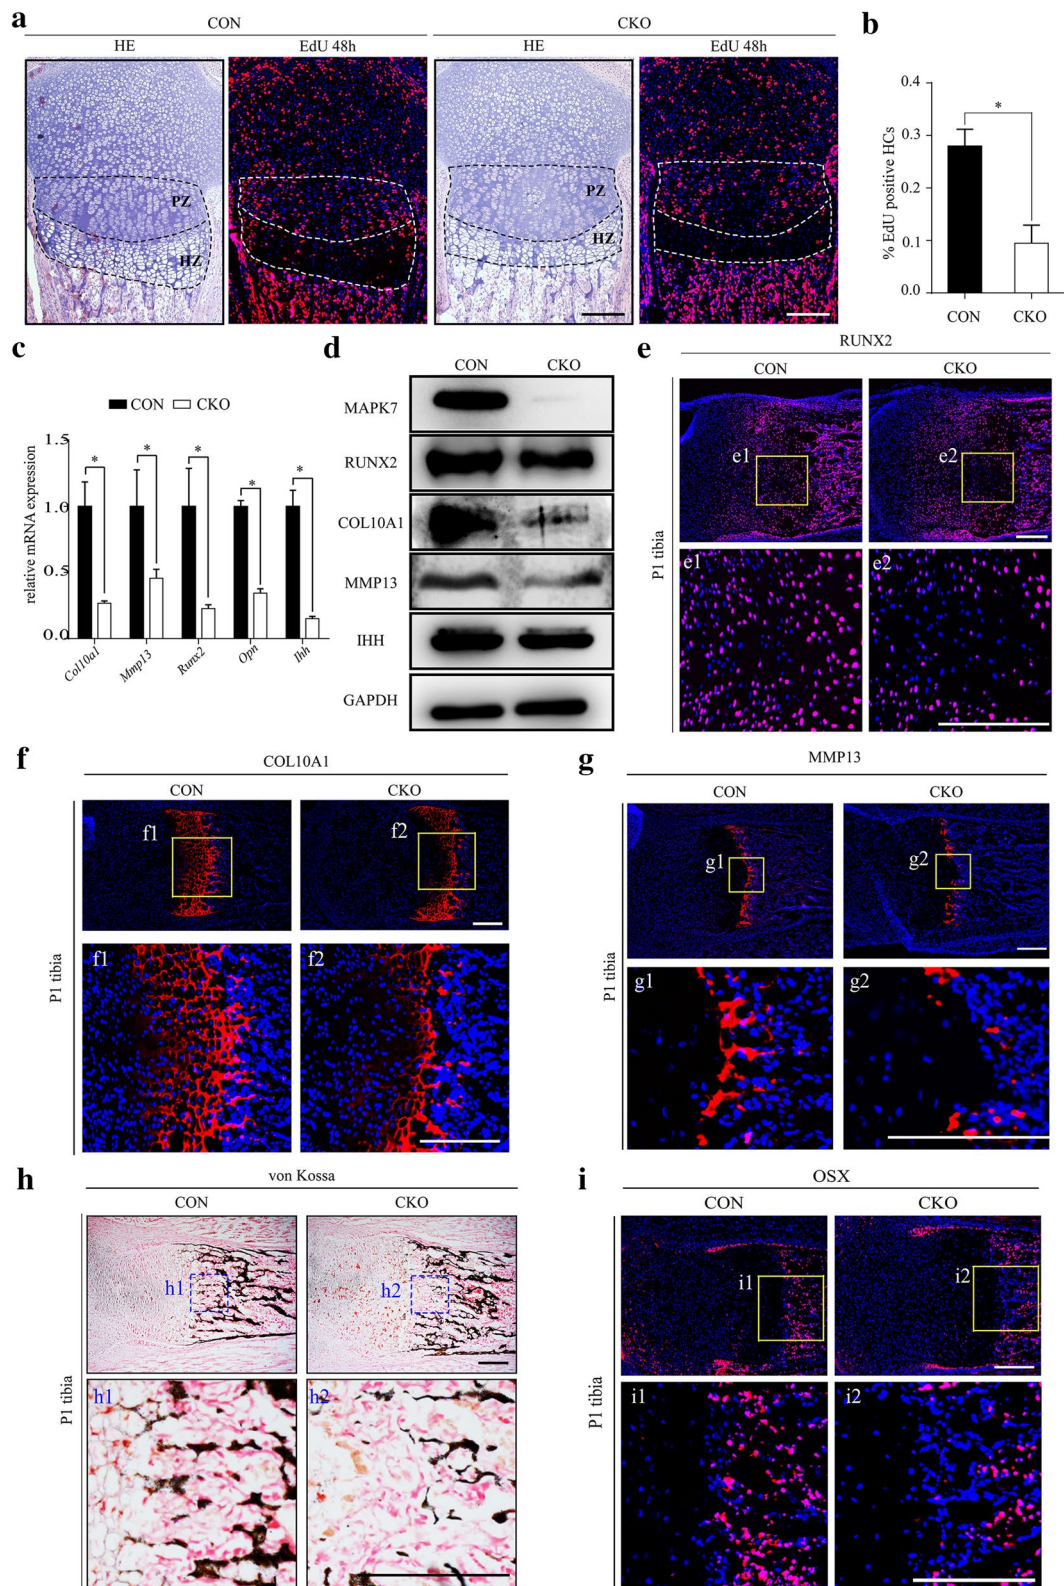 a
CON
CKO
HE
EdU 48h
HE
EdU 48h
PZ
HZ
PZ
HZ
b
% EdU positive HCs
0.4
0.3
0.2
0.1
0.0
*
CON
CKO
c
CON
CKO
relative mRNA expression
1.5
1.0
0.5
0.0
*
*
*
*
*
Col10a1
Mmp13
Runx2
Opn
Ihh
d
CON
CKO
MAPK7
RUNX2
COL10A1
MMP13
IHH
GAPDH
e
RUNX2
CON
CKO
P1 tibia
e1
e2
e1
e2
f
COL10A1
CON
CKO
P1 tibia
f1
f2
f1
f2
g
MMP13
CON
CKO
P1 tibia
g1
g2
g1
g2
h
von Kossa
CON
CKO
P1 tibia
h1
h2
h1
h2
i
OSX
CON
CKO
P1 tibia
i1
i2
i1
i2